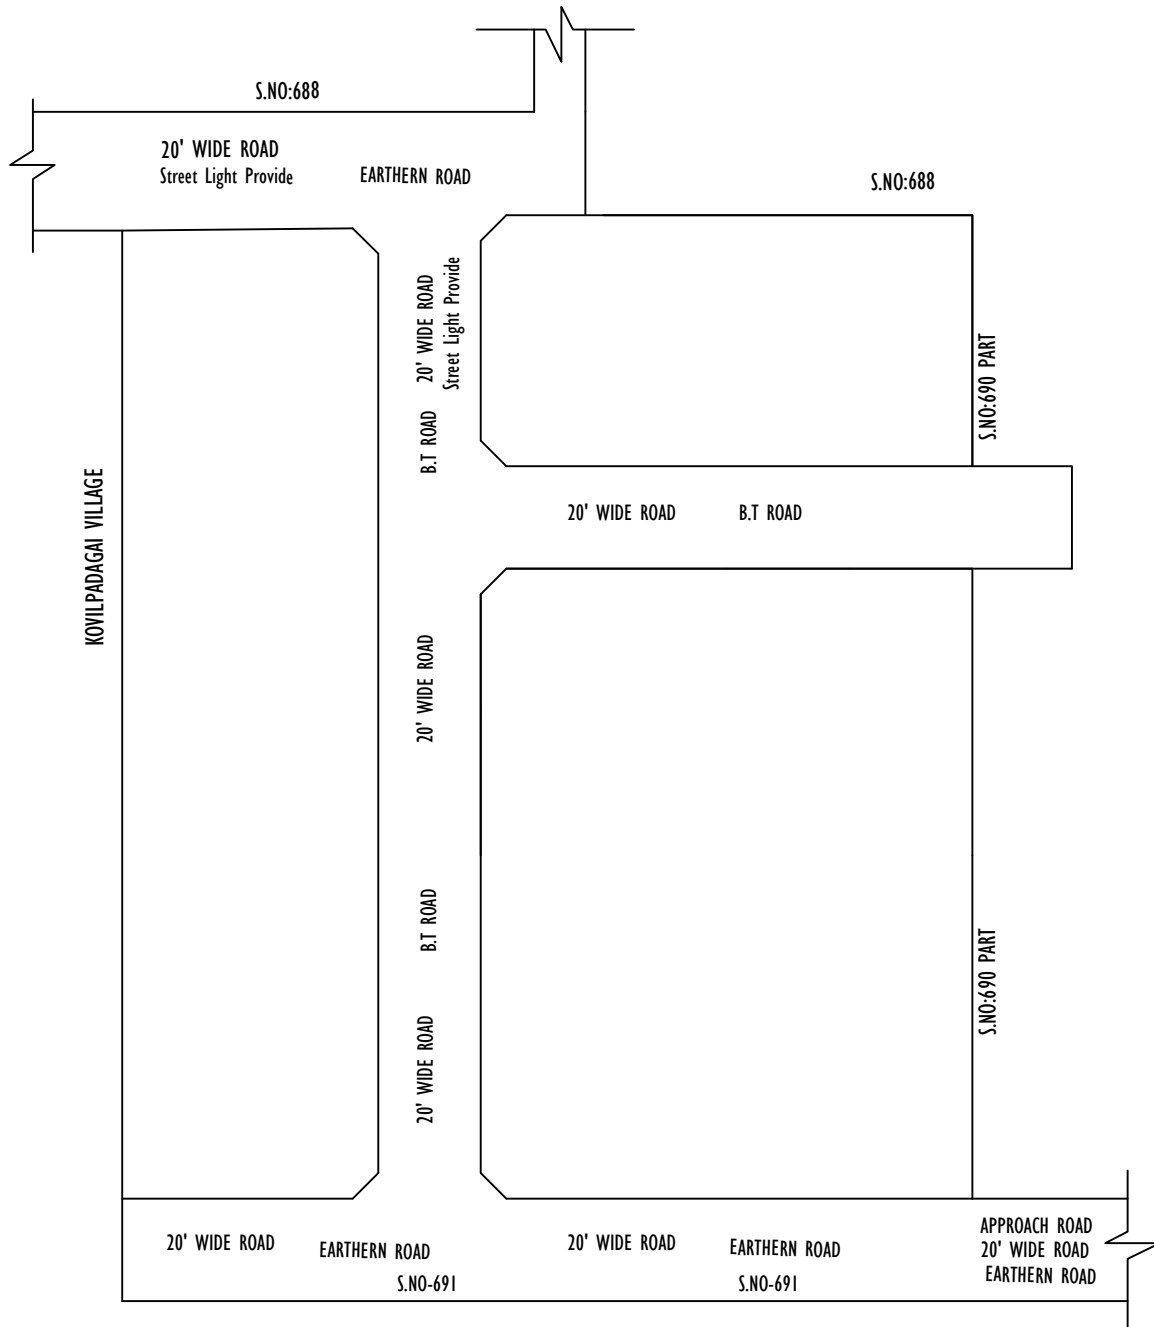 S.NO:688
20' WIDE ROAD
Street Light Provide
EARTHERN ROAD
S.NO:688
20' WIDE ROAD
Street Light Provide
B.T ROAD
S.NO:690 PART
KOVILPADAGAI VILLAGE
20' WIDE ROAD
B.T ROAD
20' WIDE ROAD
B.T ROAD
S.NO:690 PART
20' WIDE ROAD
20' WIDE ROAD
EARTHERN ROAD
S.NO-691
20' WIDE ROAD
EARTHERN ROAD
S.NO-691
APPROACH ROAD
20' WIDE ROAD
EARTHERN ROAD